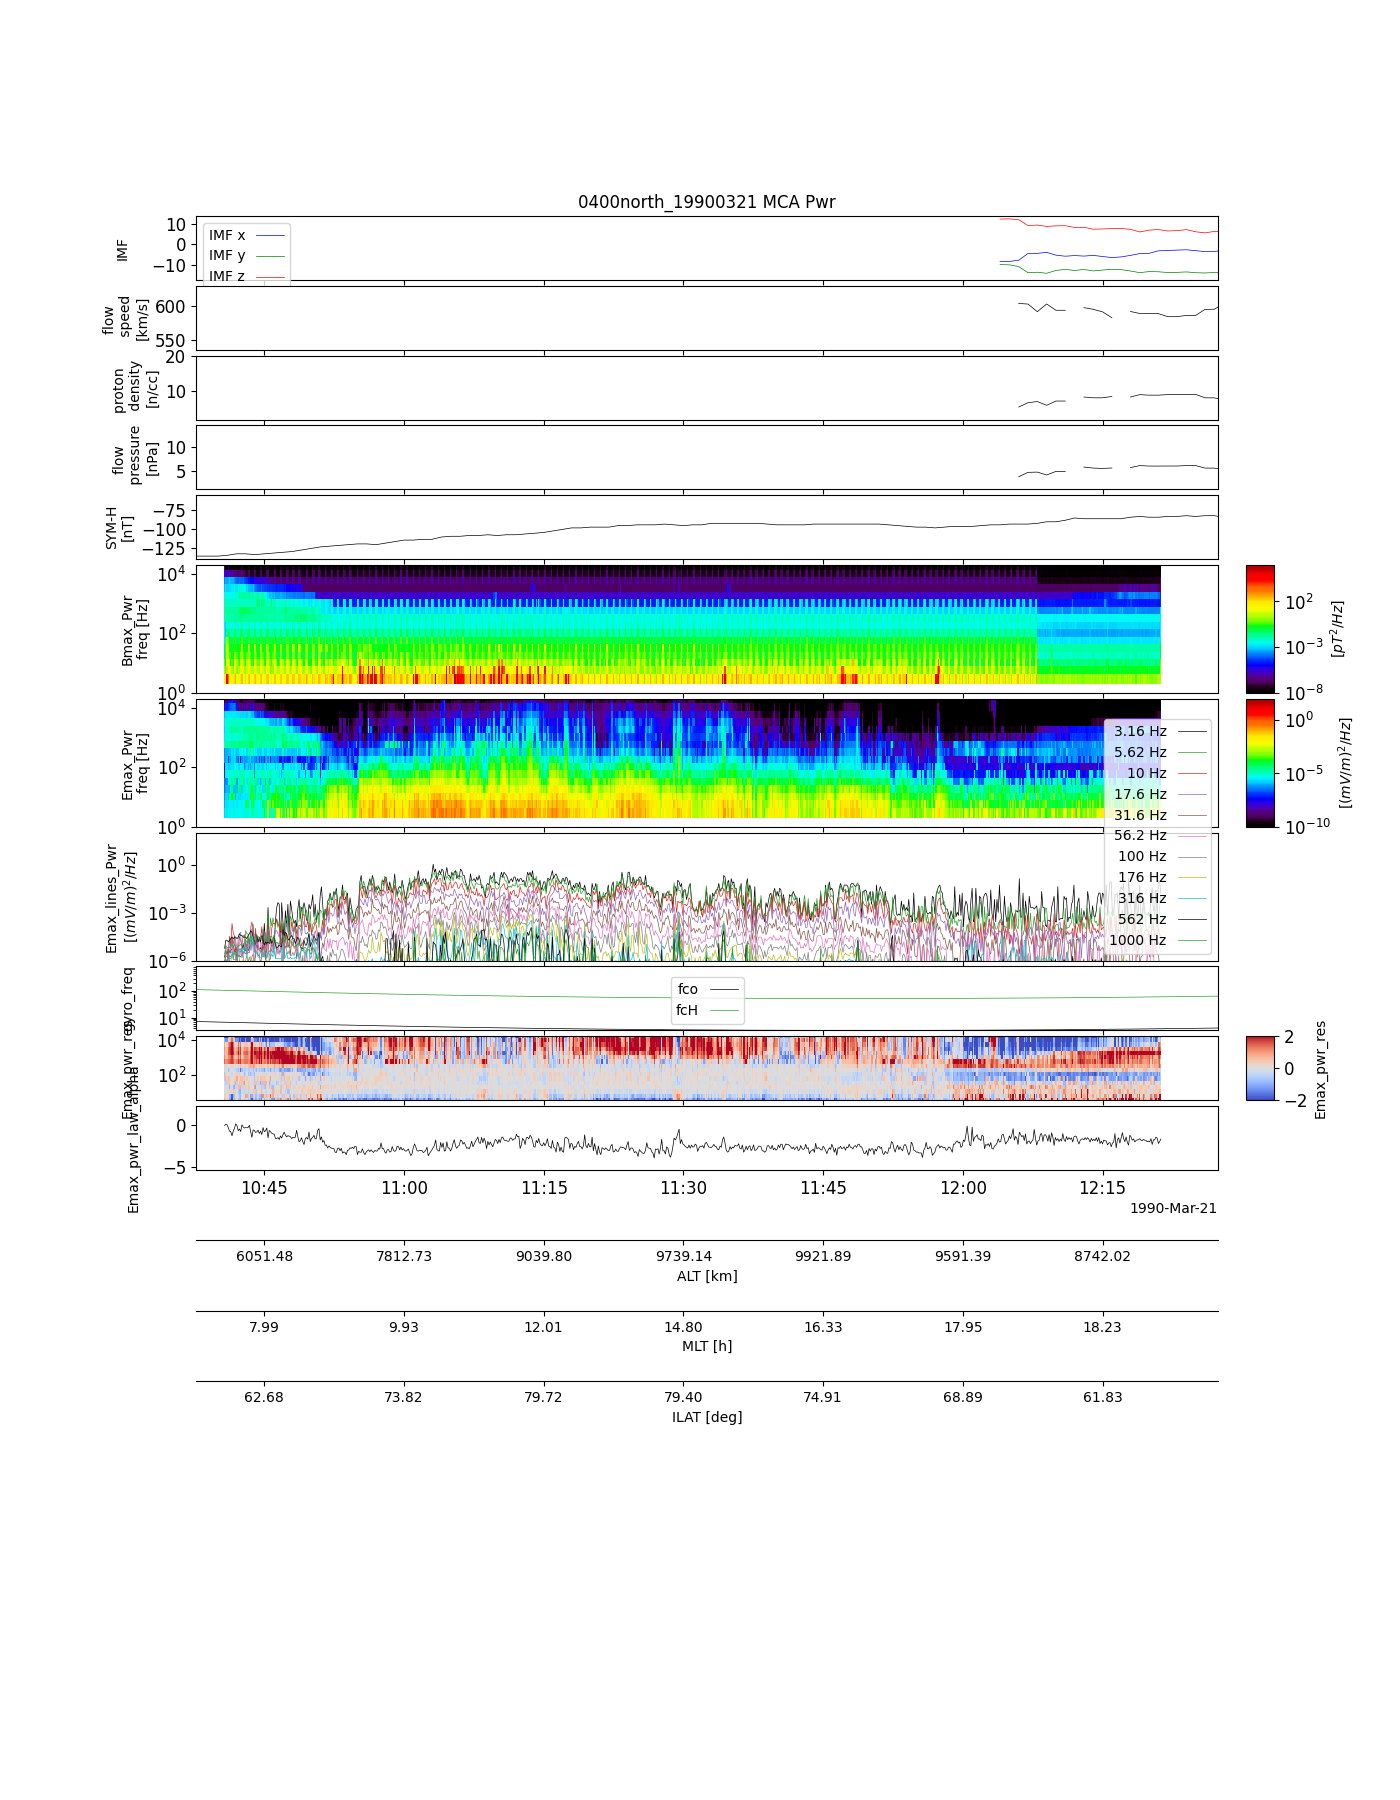 0400north_19900321 MCA Pwr
10
0
−10
IMF
IMF x
IMF y
IMF z
600
550
flow
speed
[km/s]
20
10
proton
density
[n/cc]
10
5
flow
pressure
[nPa]
−75
−100
−125
SYM-H
[nT]
10^4
10^2
10^0
Bmax_Pwr
freq [Hz]
10^2
10^−3
10^−8
[pT^2/Hz]
10^4
10^2
10^0
Emax_Pwr
freq [Hz]
10^0
10^−5
10^−10
[(mV/m)^2/Hz]
3.16 Hz
5.62 Hz
10 Hz
17.6 Hz
31.6 Hz
56.2 Hz
100 Hz
176 Hz
316 Hz
562 Hz
1000 Hz
10^0
10^−3
10^−6
Emax_lines_Pwr
[(mV/m)^2/Hz]
10^2
10^1
gyro_freq
fco
fcH
10^4
10^2
Emax_pwr_res
2
0
−2
Emax_pwr_res
0
−5
Emax_pwr_law_alpha
10:45 11:00 11:15 11:30 11:45 12:00 12:15
1990-Mar-21
6051.48 7812.73 9039.80 9739.14 9921.89 9591.39 8742.02
ALT [km]
7.99 9.93 12.01 14.80 16.33 17.95 18.23
MLT [h]
62.68 73.82 79.72 79.40 74.91 68.89 61.83
ILAT [deg]